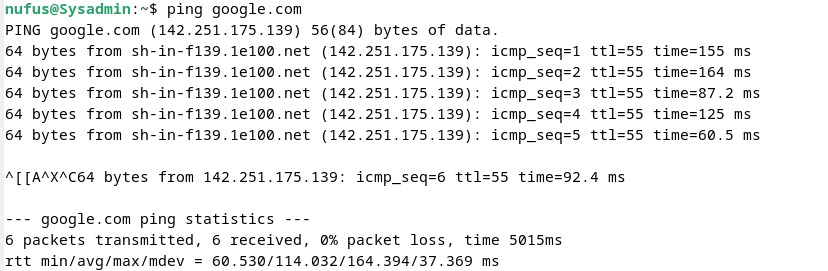 nufus@Sysadmin:~$ ping google.com
PING google.com (142.251.175.139) 56(84) bytes of data.
64 bytes from sh-in-f139.1e100.net (142.251.175.139): icmp_seq=1 ttl=55 time=155 ms
64 bytes from sh-in-f139.1e100.net (142.251.175.139): icmp_seq=2 ttl=55 time=164 ms
64 bytes from sh-in-f139.1e100.net (142.251.175.139): icmp_seq=3 ttl=55 time=87.2 ms
64 bytes from sh-in-f139.1e100.net (142.251.175.139): icmp_seq=4 ttl=55 time=125 ms
64 bytes from sh-in-f139.1e100.net (142.251.175.139): icmp_seq=5 ttl=55 time=60.5 ms
^[[A^X^C64 bytes from 142.251.175.139: icmp_seq=6 ttl=55 time=92.4 ms
--- google.com ping statistics ---
6 packets transmitted, 6 received, 0% packet loss, time 5015ms
rtt min/avg/max/mdev = 60.530/114.032/164.394/37.369 ms